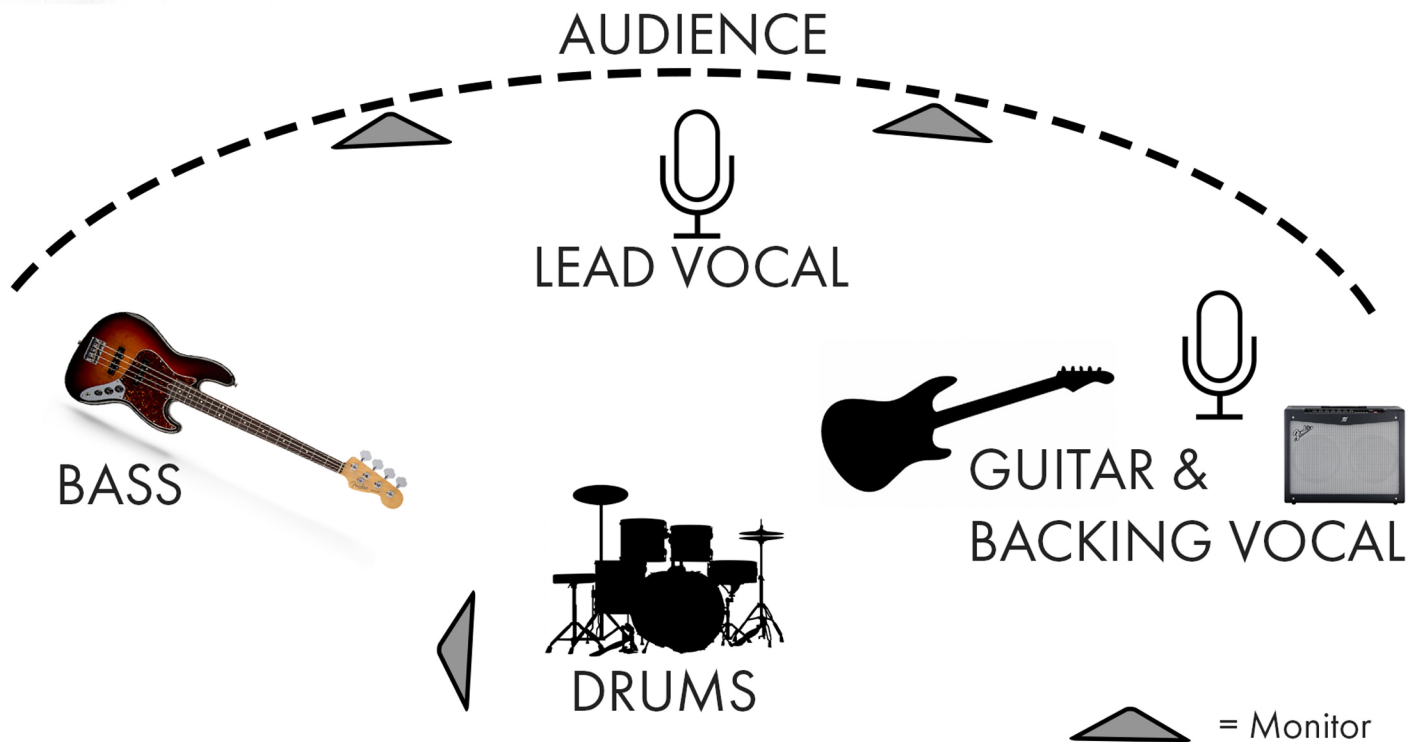 AUDIENCE
LEAD VOCAL
BASS
GUITAR &
BACKING VOCAL
DRUMS
= Monitor